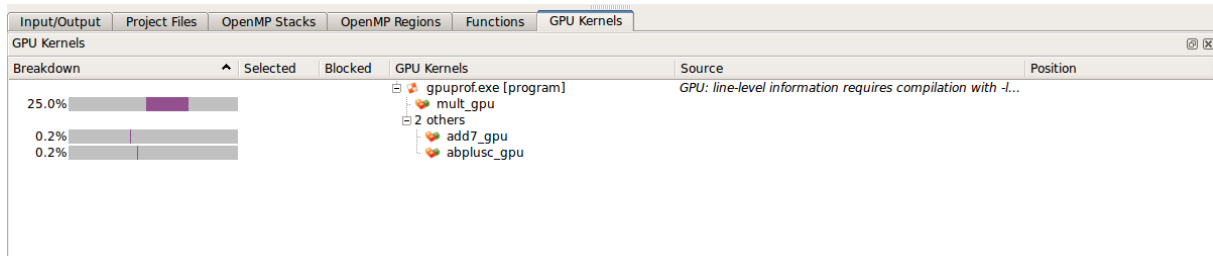 Input/Output Project Files OpenMP Stacks OpenMP Regions Functions GPU Kernels
GPU Kernels
Breakdown Selected Blocked GPU Kernels Source Position
gpuprof.exe [program] GPU: line-level information requires compilation with -l...
25.0% mult_gpu
2 others
0.2% add7_gpu
0.2% abplusc_gpu